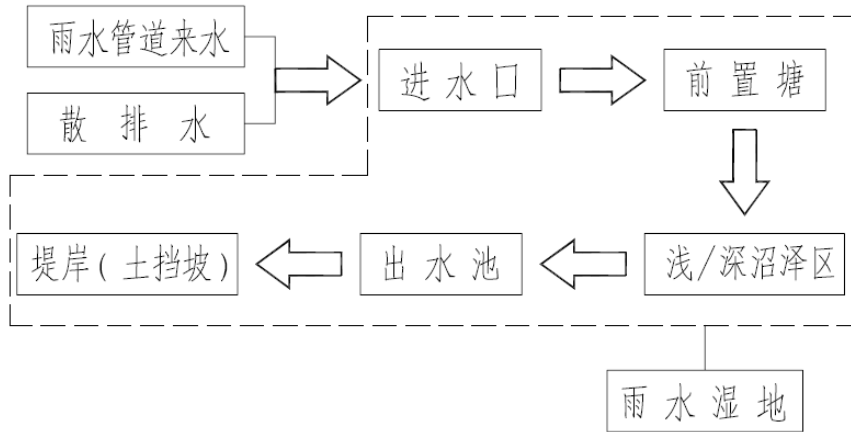 雨水管道来水
散排水
进水口
前置塘
浅/深沼泽区
出水池
堤岸(土挡坡)
雨水湿地